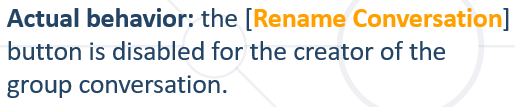 Actual behavior: the [Rename Conversation]
button is disabled for the creator of the
group conversation.